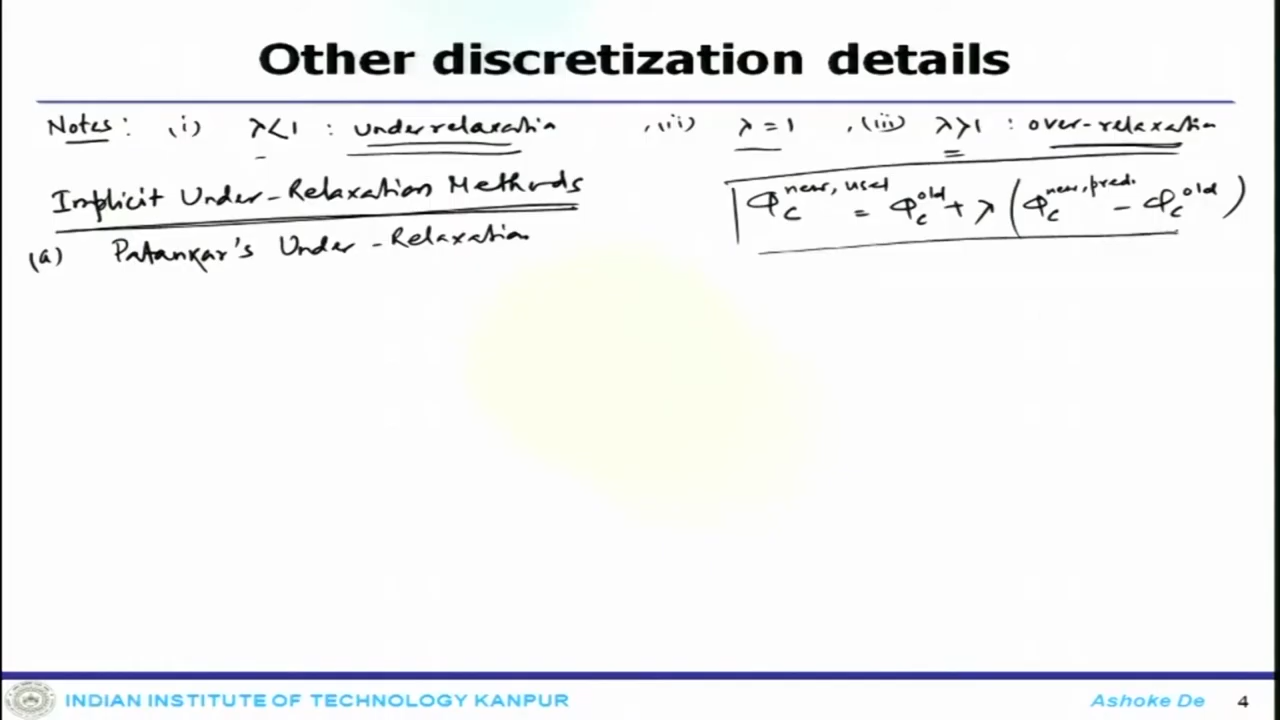 Other discretization details
Notes: (i) λ<1 : underrelaxation , (ii) λ = 1 , (iii) λ>1 : over-relaxation
Implicit Under-Relaxation Methods
Φ_C^{new, used} = Φ_C^{old} + λ (Φ_C^{new, pred.} - Φ_C^{old})
(a) Patankar's Under-Relaxation
INDIAN INSTITUTE OF TECHNOLOGY KANPUR
Ashoke De 4